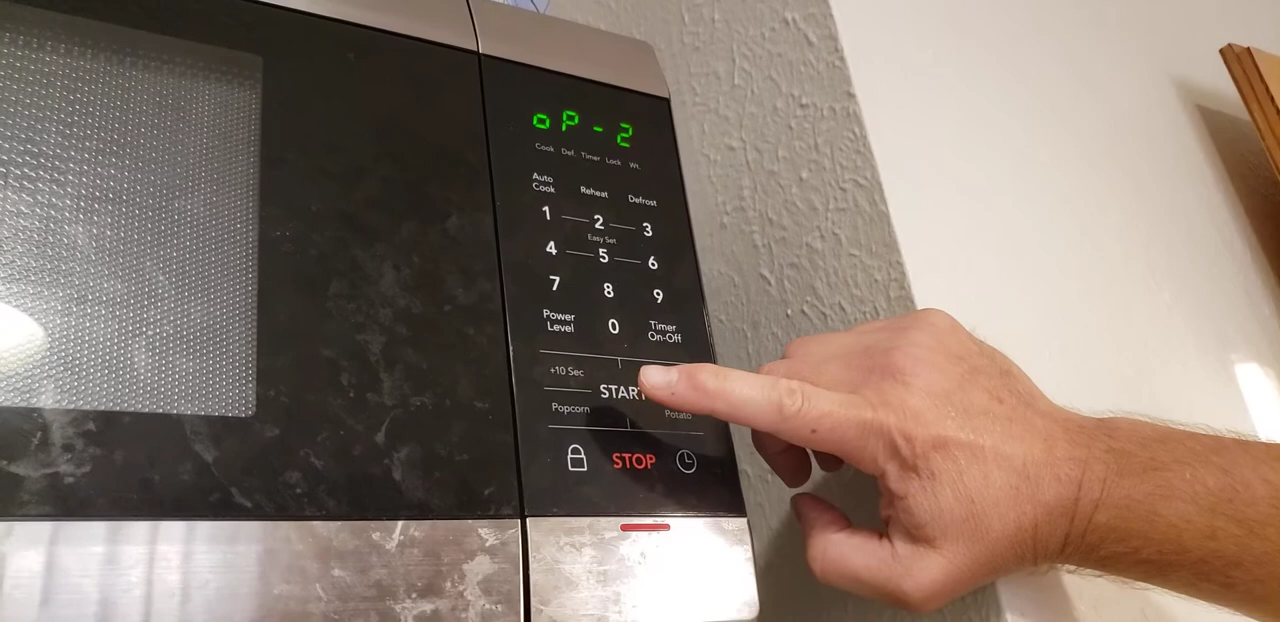 oP-2
Cook Def. Timer Lock Wt.
Auto Cook Reheat Defrost
1 2 3
Easy Set
4 5 6
7 8 9
Power Level 0 Timer On-Off
+10 Sec
START
Popcorn Potato
STOP